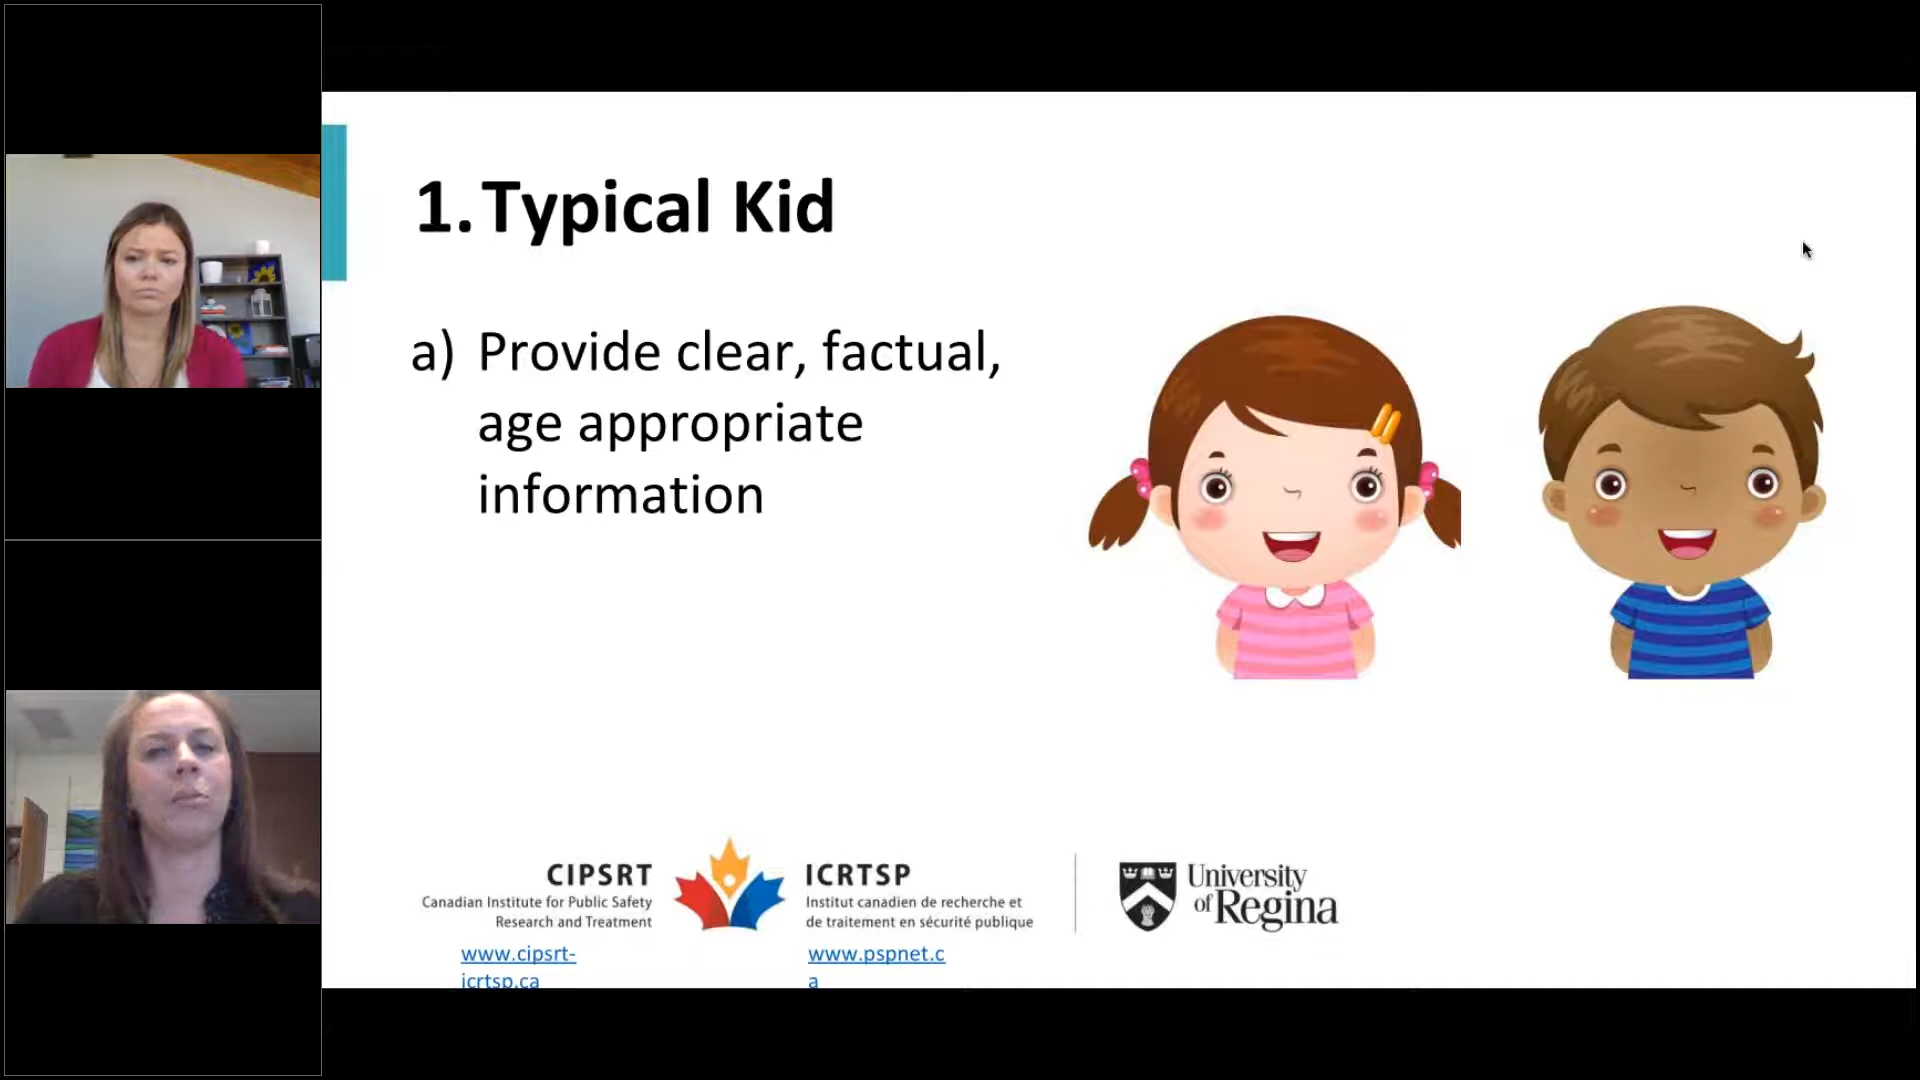 1. Typical Kid
a) Provide clear, factual,
age appropriate
information
CIPSRT
Canadian Institute for Public Safety
Research and Treatment
ICRTSP
Institut canadien de recherche et
de traitement en sécurité publique
University
of Regina
www.cipsrt-
icrtsp.ca
www.pspnet.c
a